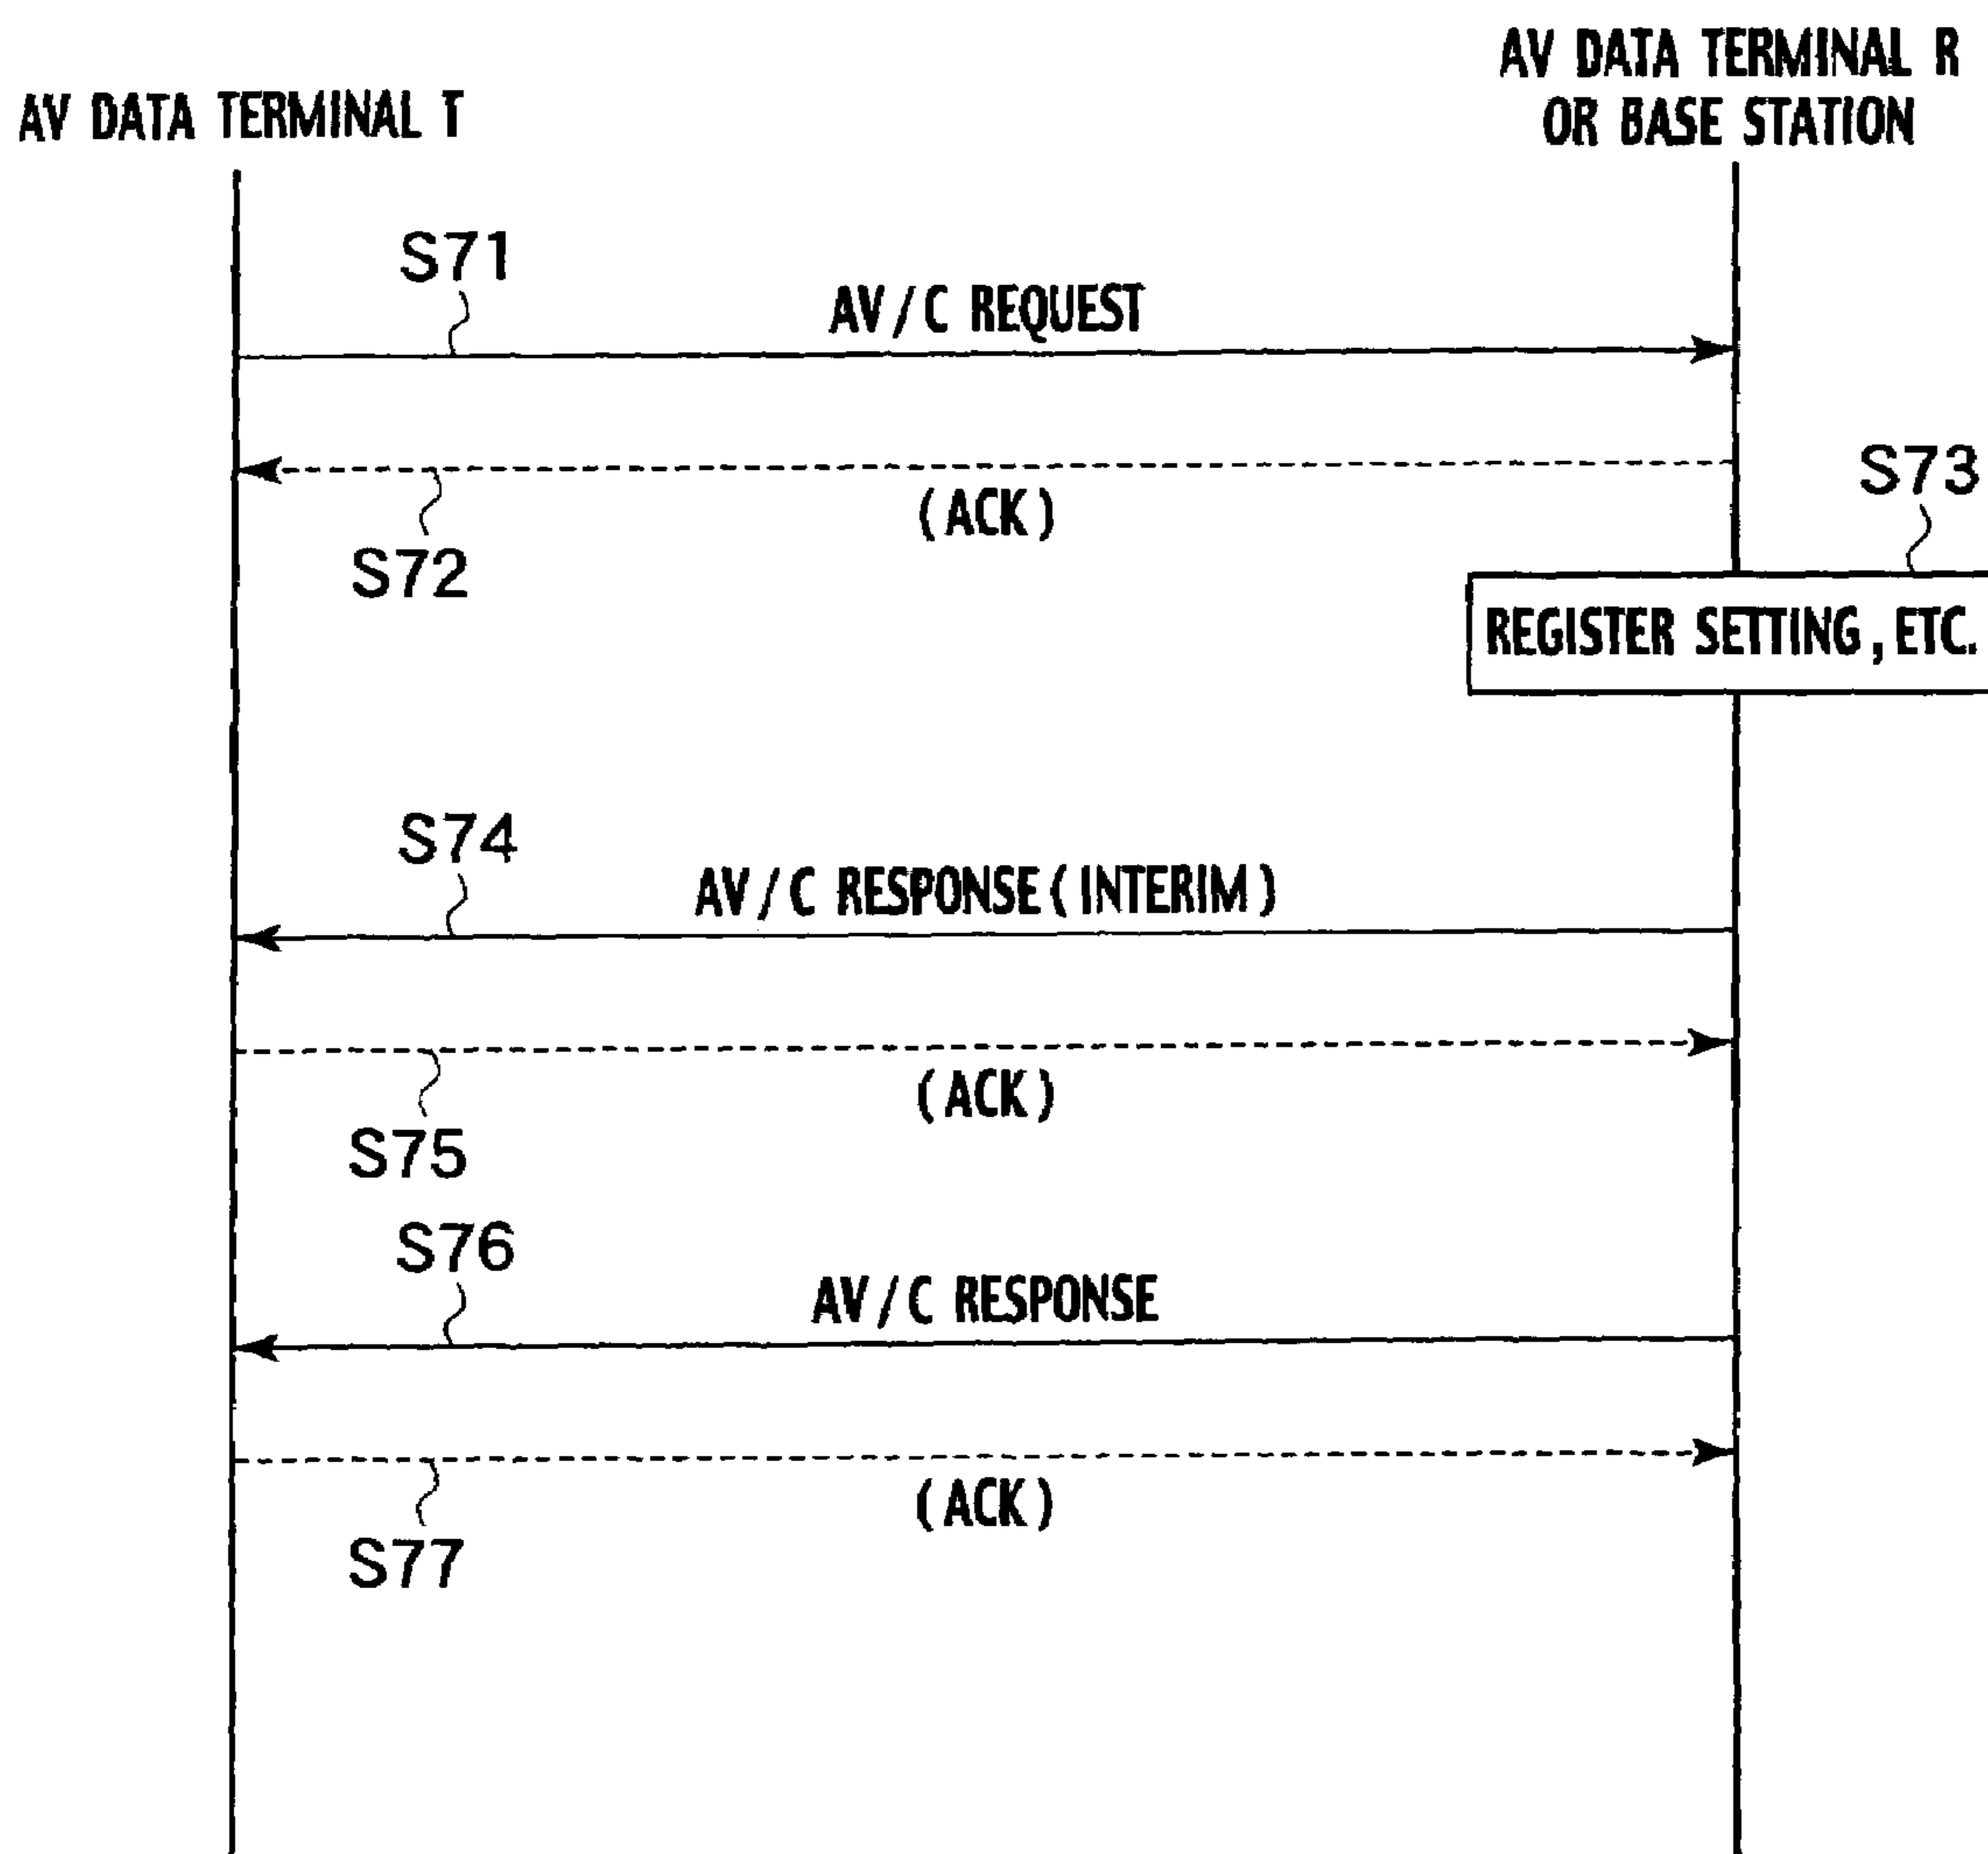 AV DATA TERMINAL T
AV DATA TERMINAL R
OR BASE STATION
S71
AV/C REQUEST
(ACK)
S72
S73
REGISTER SETTING, ETC.
S74
AV/C RESPONSE (INTERIM)
(ACK)
S75
S76
AV/C RESPONSE
(ACK)
S77